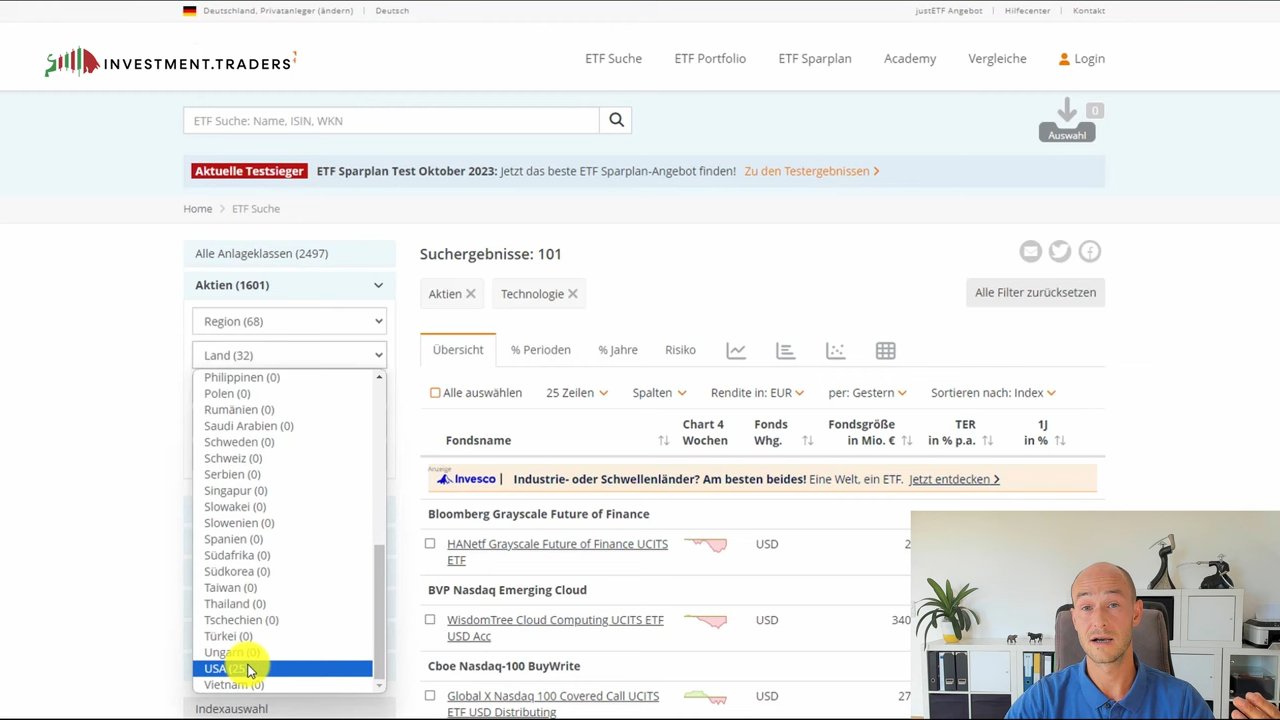 Deutschland, Privatanleger (ändern)
Deutsch
justETF Angebot
Hilfecenter
Kontakt
INVESTMENT.TRADERS
ETF Suche
ETF Portfolio
ETF Sparplan
Academy
Vergleiche
Login
ETF Suche: Name, ISIN, WKN
0
Auswahl
Aktuelle Testsieger
ETF Sparplan Test Oktober 2023: Jetzt das beste ETF Sparplan-Angebot finden! Zu den Testergebnissen
Home
ETF Suche
Alle Anlageklassen (2497)
Aktien (1601)
Region (68)
Land (32)
Philippinen (0)
Polen (0)
Rumänien (0)
Saudi Arabien (0)
Schweden (0)
Schweiz (0)
Serbien (0)
Singapur (0)
Slowakei (0)
Slowenien (0)
Spanien (0)
Südafrika (0)
Südkorea (0)
Taiwan (0)
Thailand (0)
Tschechien (0)
Türkei (0)
Ungarn (0)
USA
Vietnam (0)
Indexauswahl
Suchergebnisse: 101
Aktien
Technologie
Alle Filter zurücksetzen
Übersicht
% Perioden
% Jahre
Risiko
Alle auswählen
25 Zeilen
Spalten
Rendite in: EUR
per: Gestern
Sortieren nach: Index
Fondsname
Chart 4
Wochen
Fonds
Whg.
Fondsgröße
in Mio. €
TER
in % p.a.
1J
in %
Anzeige
Invesco
Industrie- oder Schwellenländer? Am besten beides! Eine Welt, ein ETF. Jetzt entdecken
Bloomberg Grayscale Future of Finance
HANetf Grayscale Future of Finance UCITS
ETF
USD
2
BVP Nasdaq Emerging Cloud
WisdomTree Cloud Computing UCITS ETF
USD Acc
USD
340
Cboe Nasdaq-100 BuyWrite
Global X Nasdaq 100 Covered Call UCITS
ETF USD Distributing
USD
27